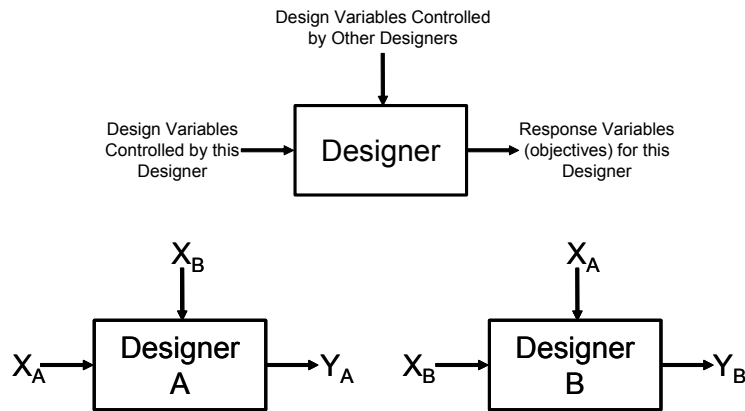 Design Variables Controlled
by Other Designers
Design Variables
Controlled by this
Designer
Designer
Response Variables
(objectives) for this
Designer
X_B
X_A
Designer
A
Y_A
X_A
X_B
Designer
B
Y_B